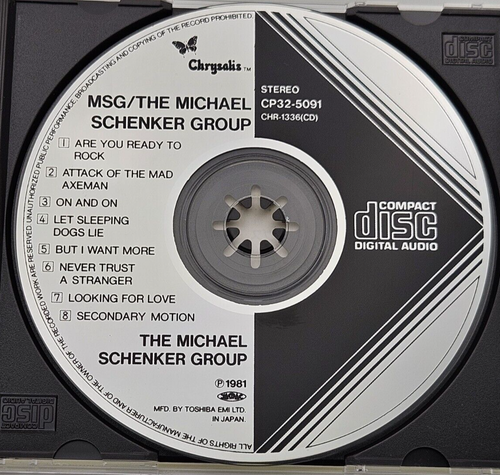 ALL RIGHTS OF THE MANUFACTURER AND OF THE OWNER OF THE RECORDED WORK ARE RESERVED. UNAUTHORIZED PUBLIC PERFORMANCE, BROADCASTING AND COPYING OF THE RECORD PROHIBITED.
Chrysalis TM
STEREO
CP32-5091
CHR-1336(CD)
MSG/THE MICHAEL
SCHENKER GROUP
1 ARE YOU READY TO
ROCK
2 ATTACK OF THE MAD
AXEMAN
3 ON AND ON
4 LET SLEEPING
DOGS LIE
5 BUT I WANT MORE
6 NEVER TRUST
A STRANGER
7 LOOKING FOR LOVE
8 SECONDARY MOTION
COMPACT
disc
DIGITAL AUDIO
THE MICHAEL
SCHENKER GROUP
Ⓟ1981
MFD. BY TOSHIBA EMI LTD.
IN JAPAN.
disc
disc